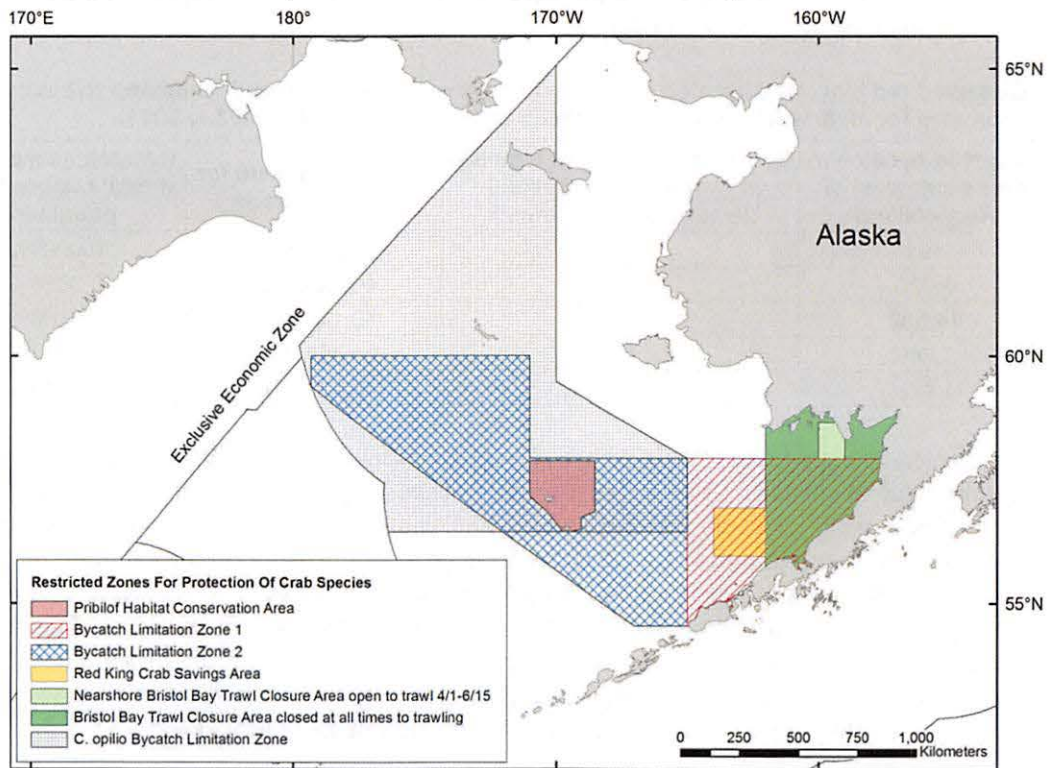 170°E
180°
170°W
160°W
65°N
Alaska
60°N
Exclusive Economic Zone
55°N
Restricted Zones For Protection Of Crab Species
Pribilof Habitat Conservation Area
Bycatch Limitation Zone 1
Bycatch Limitation Zone 2
Red King Crab Savings Area
Nearshore Bristol Bay Trawl Closure Area open to trawl 4/1-6/15
Bristol Bay Trawl Closure Area closed at all times to trawling
C. opilio Bycatch Limitation Zone
0 250 500 750 1,000
Kilometers